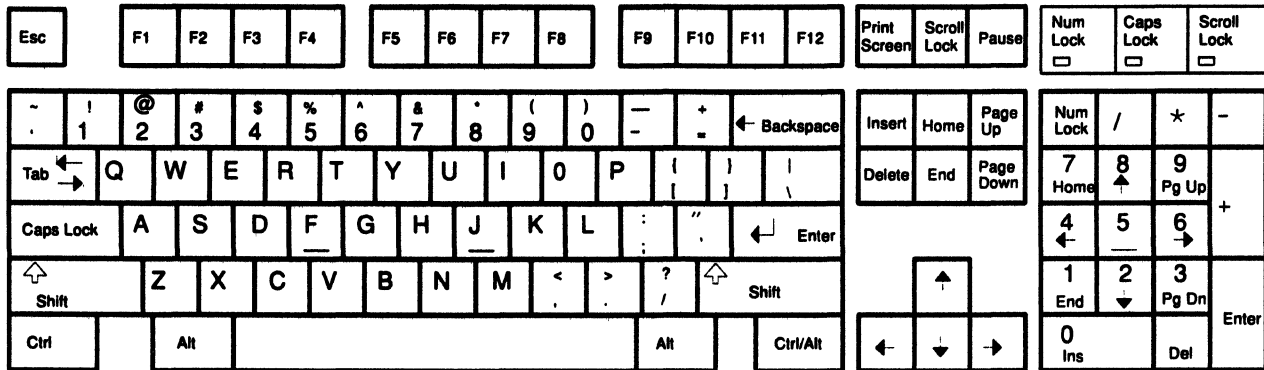 Esc F1 F2 F3 F4 F5 F6 F7 F8 F9 F10 F11 F12 Print Screen Scroll Lock Pause Num Lock Caps Lock Scroll Lock
~ ! @ # $ % ^ & * ( ) — +
` 1 2 3 4 5 6 7 8 9 0 - = ← Backspace Insert Home Page Up Num Lock / * -
Tab ← → Q W E R T Y U I 0 P { [ } ] | \ Delete End Page Down 7 Home 8 ↑ 9 Pg Up +
Caps Lock A S D F G H J K L : ; " ' ↵ Enter 4 ← 5 6 →
⇧ Shift Z X C V B N M < , > . ? / ⇧ Shift ↑ 1 End 2 ↓ 3 Pg Dn Enter
Ctrl Alt Alt Ctrl/Alt ← ↓ → 0 Ins Del